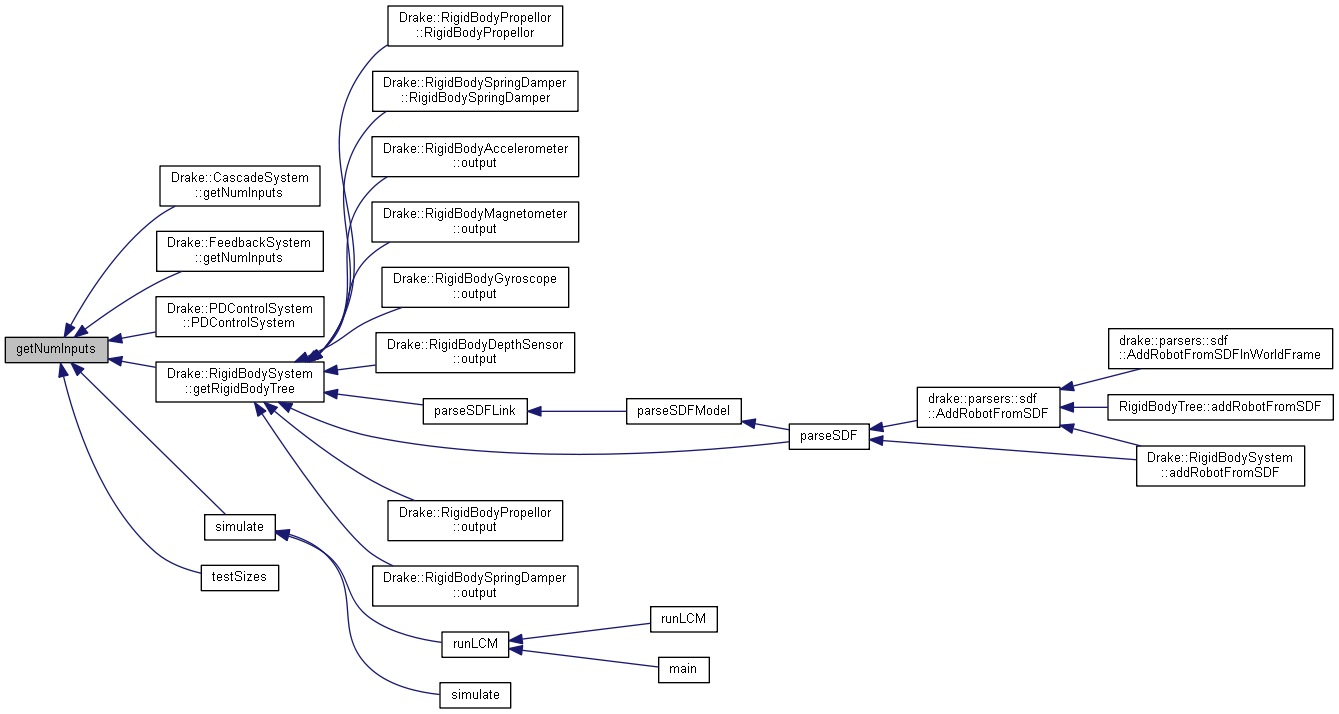 Drake::RigidBodyPropellor
::RigidBodyPropellor
Drake::RigidBodySpringDamper
::RigidBodySpringDamper
Drake::RigidBodyAccelerometer
::output
Drake::CascadeSystem
::getNumInputs
Drake::RigidBodyMagnetometer
::output
Drake::FeedbackSystem
::getNumInputs
Drake::RigidBodyGyroscope
::output
Drake::PDControlSystem
::PDControlSystem
getNumInputs
Drake::RigidBodyDepthSensor
::output
drake::parsers::sdf
::AddRobotFromSDFInWorldFrame
Drake::RigidBodySystem
::getRigidBodyTree
parseSDFLink
parseSDFModel
drake::parsers::sdf
::AddRobotFromSDF
RigidBodyTree::addRobotFromSDF
parseSDF
Drake::RigidBodySystem
::addRobotFromSDF
Drake::RigidBodyPropellor
::output
simulate
testSizes
Drake::RigidBodySpringDamper
::output
runLCM
runLCM
main
simulate